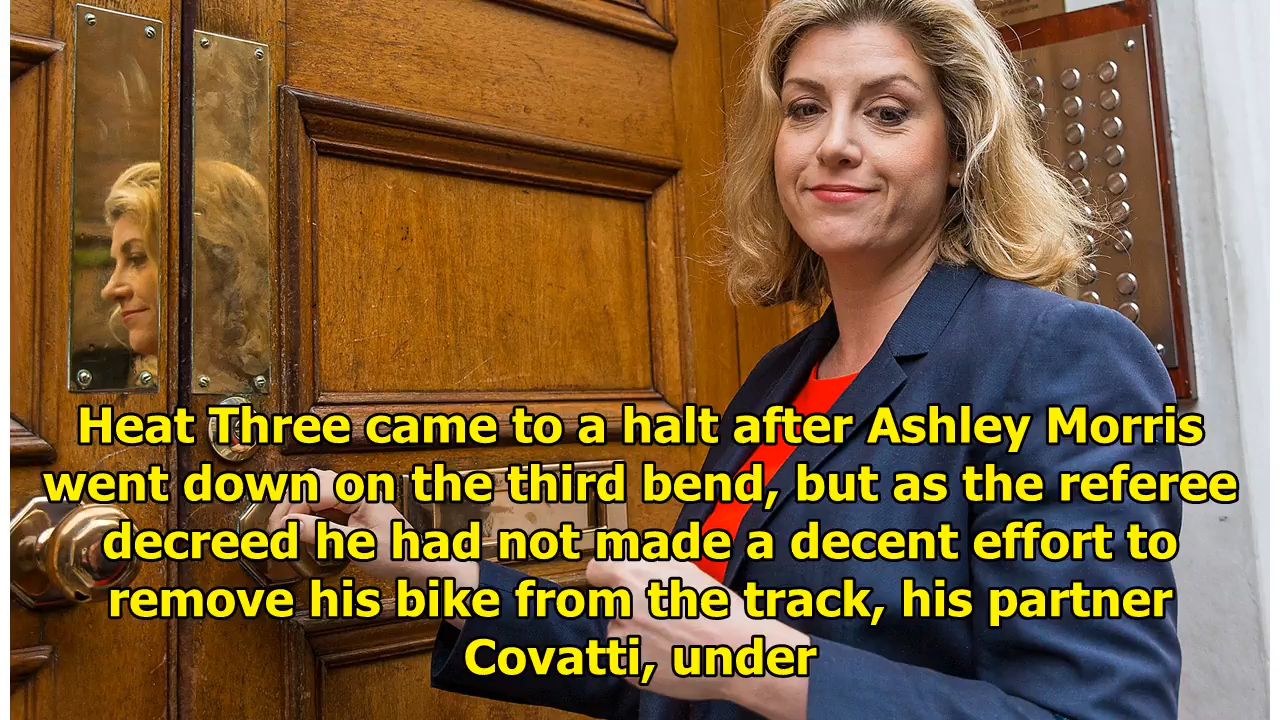 Heat Three came to a halt after Ashley Morris
went down on the third bend, but as the referee
decreed he had not made a decent effort to
remove his bike from the track, his partner
Covatti, under